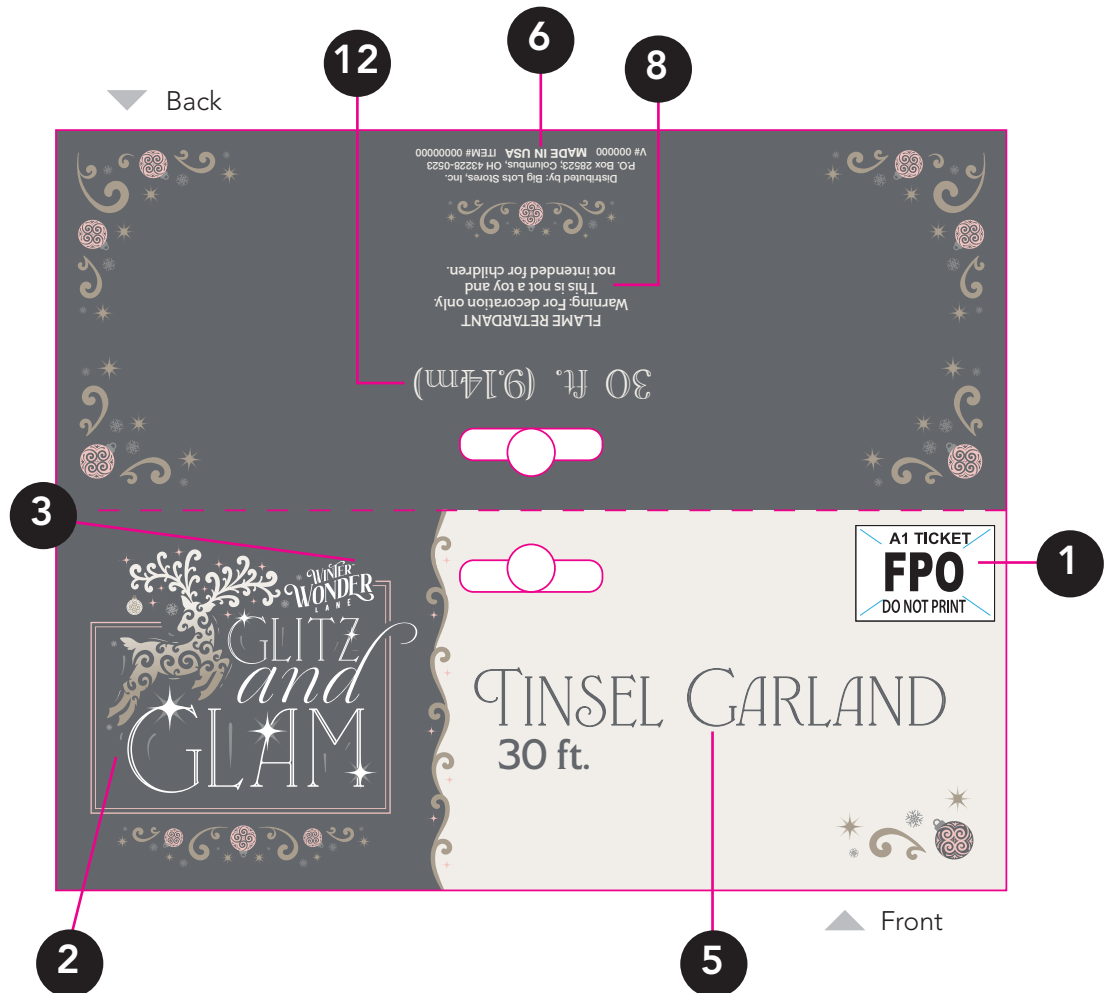 12
6
8
Back
V# 000000 MADE IN USA ITEM# 000000000
P.O. Box 28523; Columbus, OH 43228-0523
Distributed by: Big Lots Stores, Inc.
not intended for children.
This is not a toy and
Warning: For decoration only.
FLAME RETARDANT
30 ft. (9.14m)
3
1
A1 TICKET
FPO
DO NOT PRINT
WINTER
WONDER
LANE
GLITZ
and
GLAM
TINSEL GARLAND
30 ft.
Front
2
5